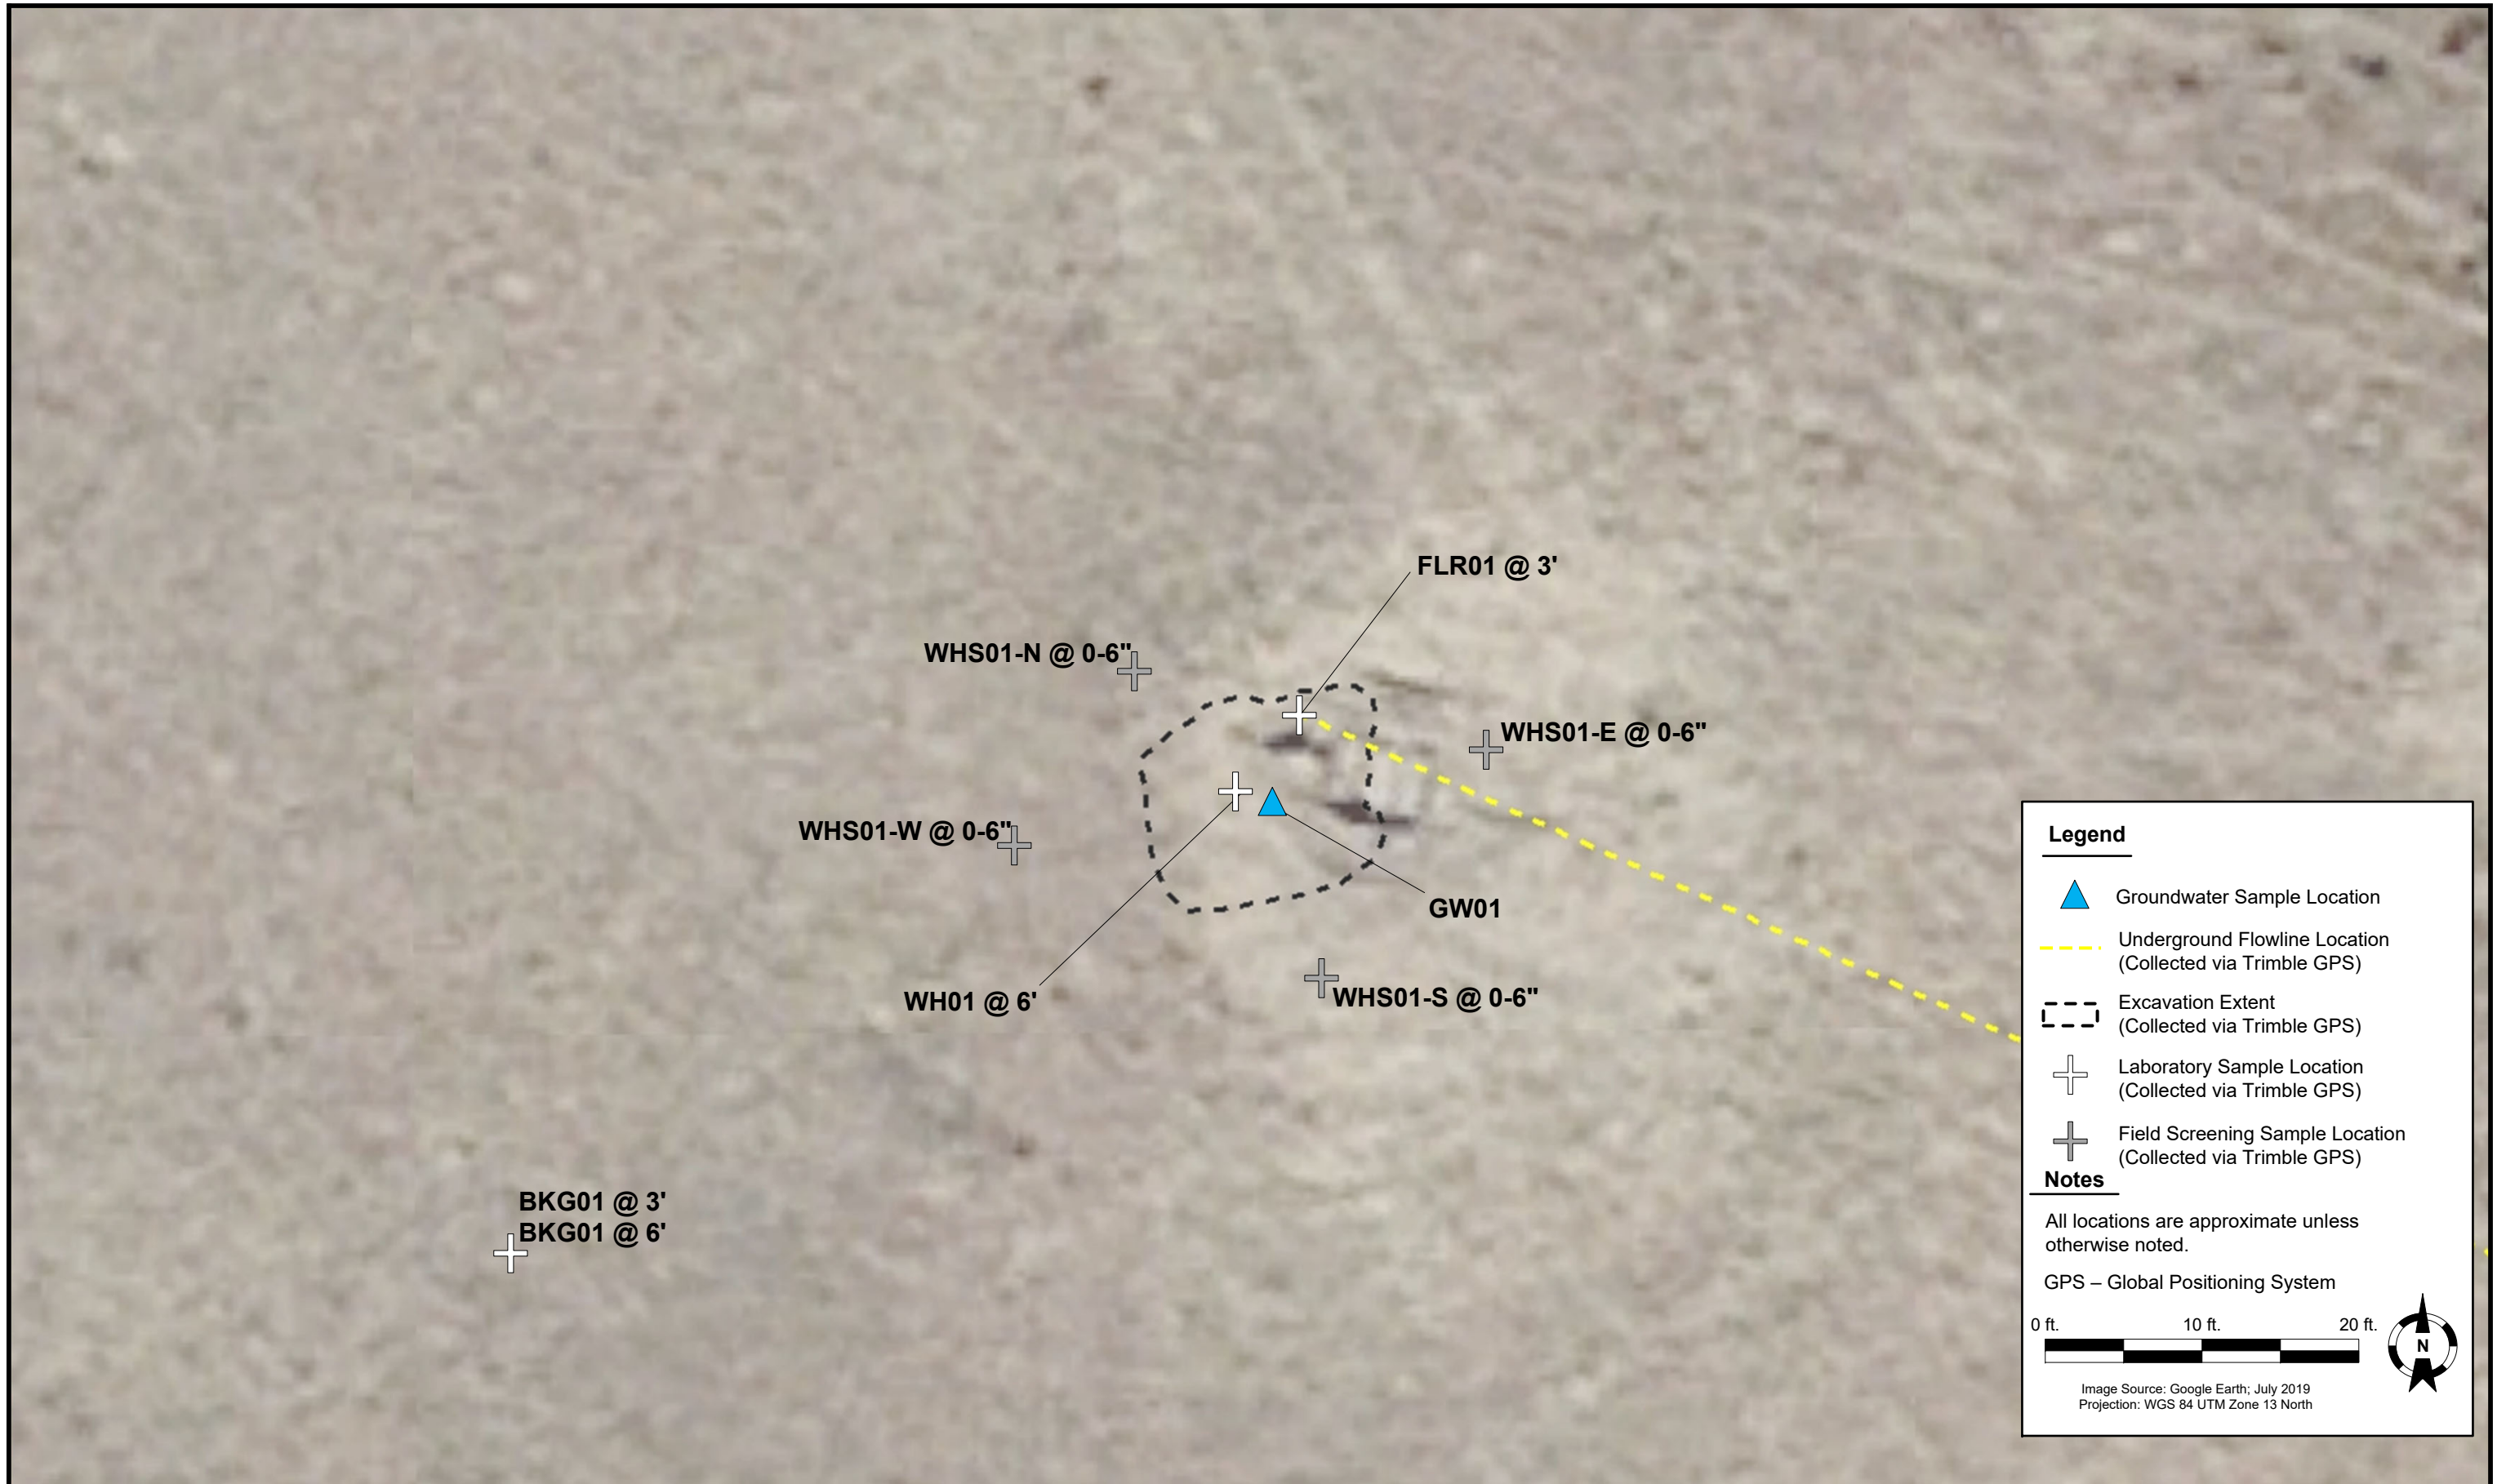 FLR01 @ 3'
WHS01-N @ 0-6"
WHS01-E @ 0-6"
WHS01-W @ 0-6"
GW01
WH01 @ 6'
WHS01-S @ 0-6"
BKG01 @ 3'
BKG01 @ 6'
Legend
Groundwater Sample Location
Underground Flowline Location
(Collected via Trimble GPS)
Excavation Extent
(Collected via Trimble GPS)
Laboratory Sample Location
(Collected via Trimble GPS)
Field Screening Sample Location
(Collected via Trimble GPS)
Notes
All locations are approximate unless
otherwise noted.
GPS – Global Positioning System
0 ft. 10 ft. 20 ft.
N
Image Source: Google Earth; July 2019
Projection: WGS 84 UTM Zone 13 North